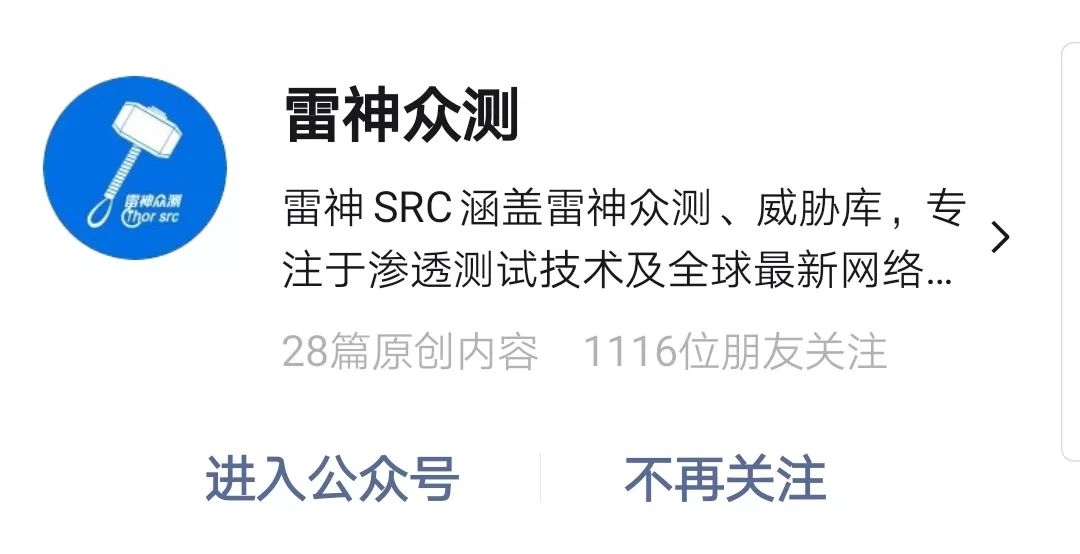 雷神众测
雷神众测
Thor src
雷神 SRC 涵盖雷神众测、威胁库，专
注于渗透测试技术及全球最新网络...
28篇原创内容 1116位朋友关注
进入公众号 不再关注